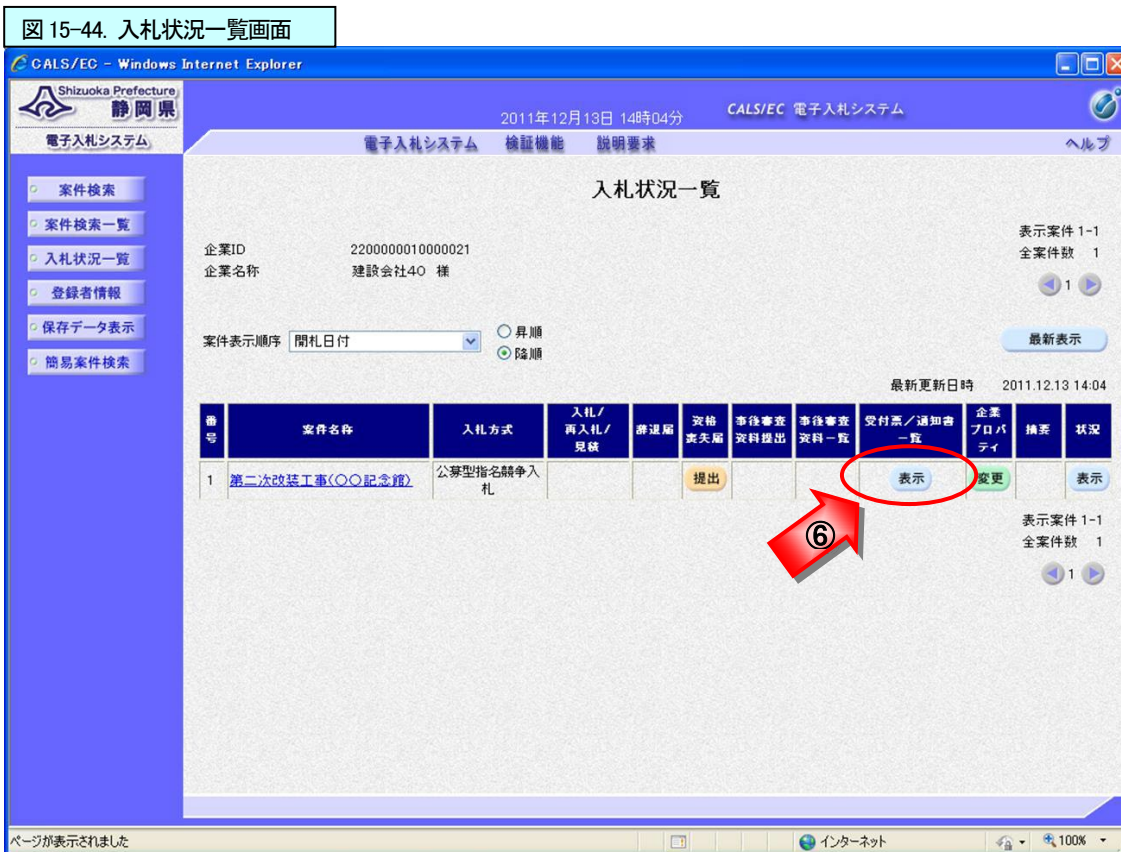 図 15-44. 入札状況一覧画面
CALS/EC - Windows Internet Explorer
Shizuoka Prefecture
静岡県
電子入札システム
2011年12月13日 14時04分
CALS/EC 電子入札システム
電子入札システム 検証機能 説明要求 ヘルプ
案件検索
案件検索一覧
入札状況一覧
登録者情報
保存データ表示
簡易案件検索
入札状況一覧
表示案件 1-1
全案件数 1
1
企業ID 2200000010000021
企業名称 建設会社40 様
案件表示順序 開札日付
昇順
降順
最新表示
最新更新日時 2011.12.13 14:04
番号 案件名称 入札方式 入札/再入札/見積 辞退届 資格喪失届 事後審査資料提出 事後審査資料一覧 受付票/通知書一覧 企業プロパティ 摘要 状況
1 第二次改装工事(〇〇記念館) 公募型指名競争入札 提出 表示 変更 表示
⑥
表示案件 1-1
全案件数 1
1
ページが表示されました インターネット 100%